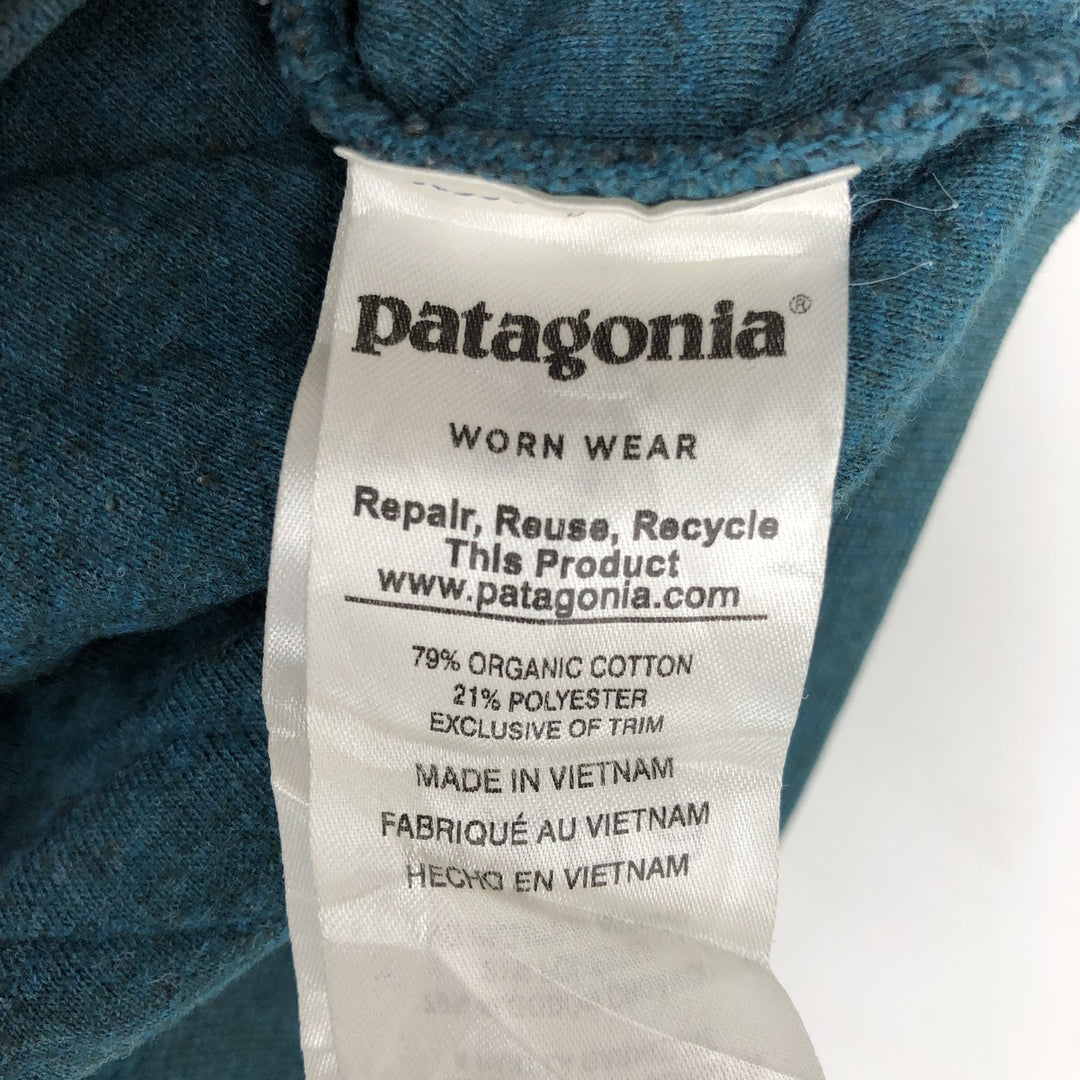 patagonia®
WORN WEAR
Repair, Reuse, Recycle
This Product
www.patagonia.com
79% ORGANIC COTTON
21% POLYESTER
EXCLUSIVE OF TRIM
MADE IN VIETNAM
FABRIQUÉ AU VIETNAM
HECHO EN VIETNAM